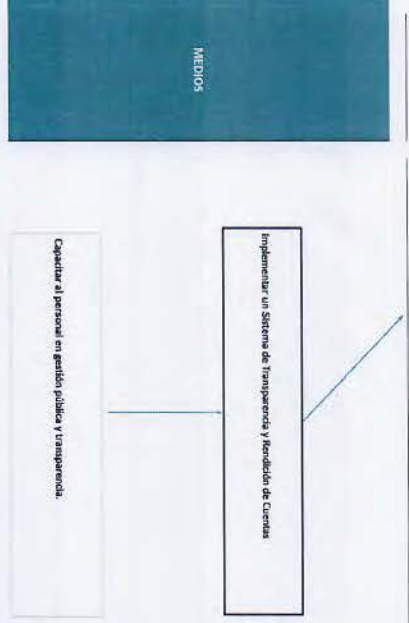 MEDIOS
Implementar un Sistema de Transparencia y Rendición de Cuentas
Capacitar al personal en gestión pública y transparencia.